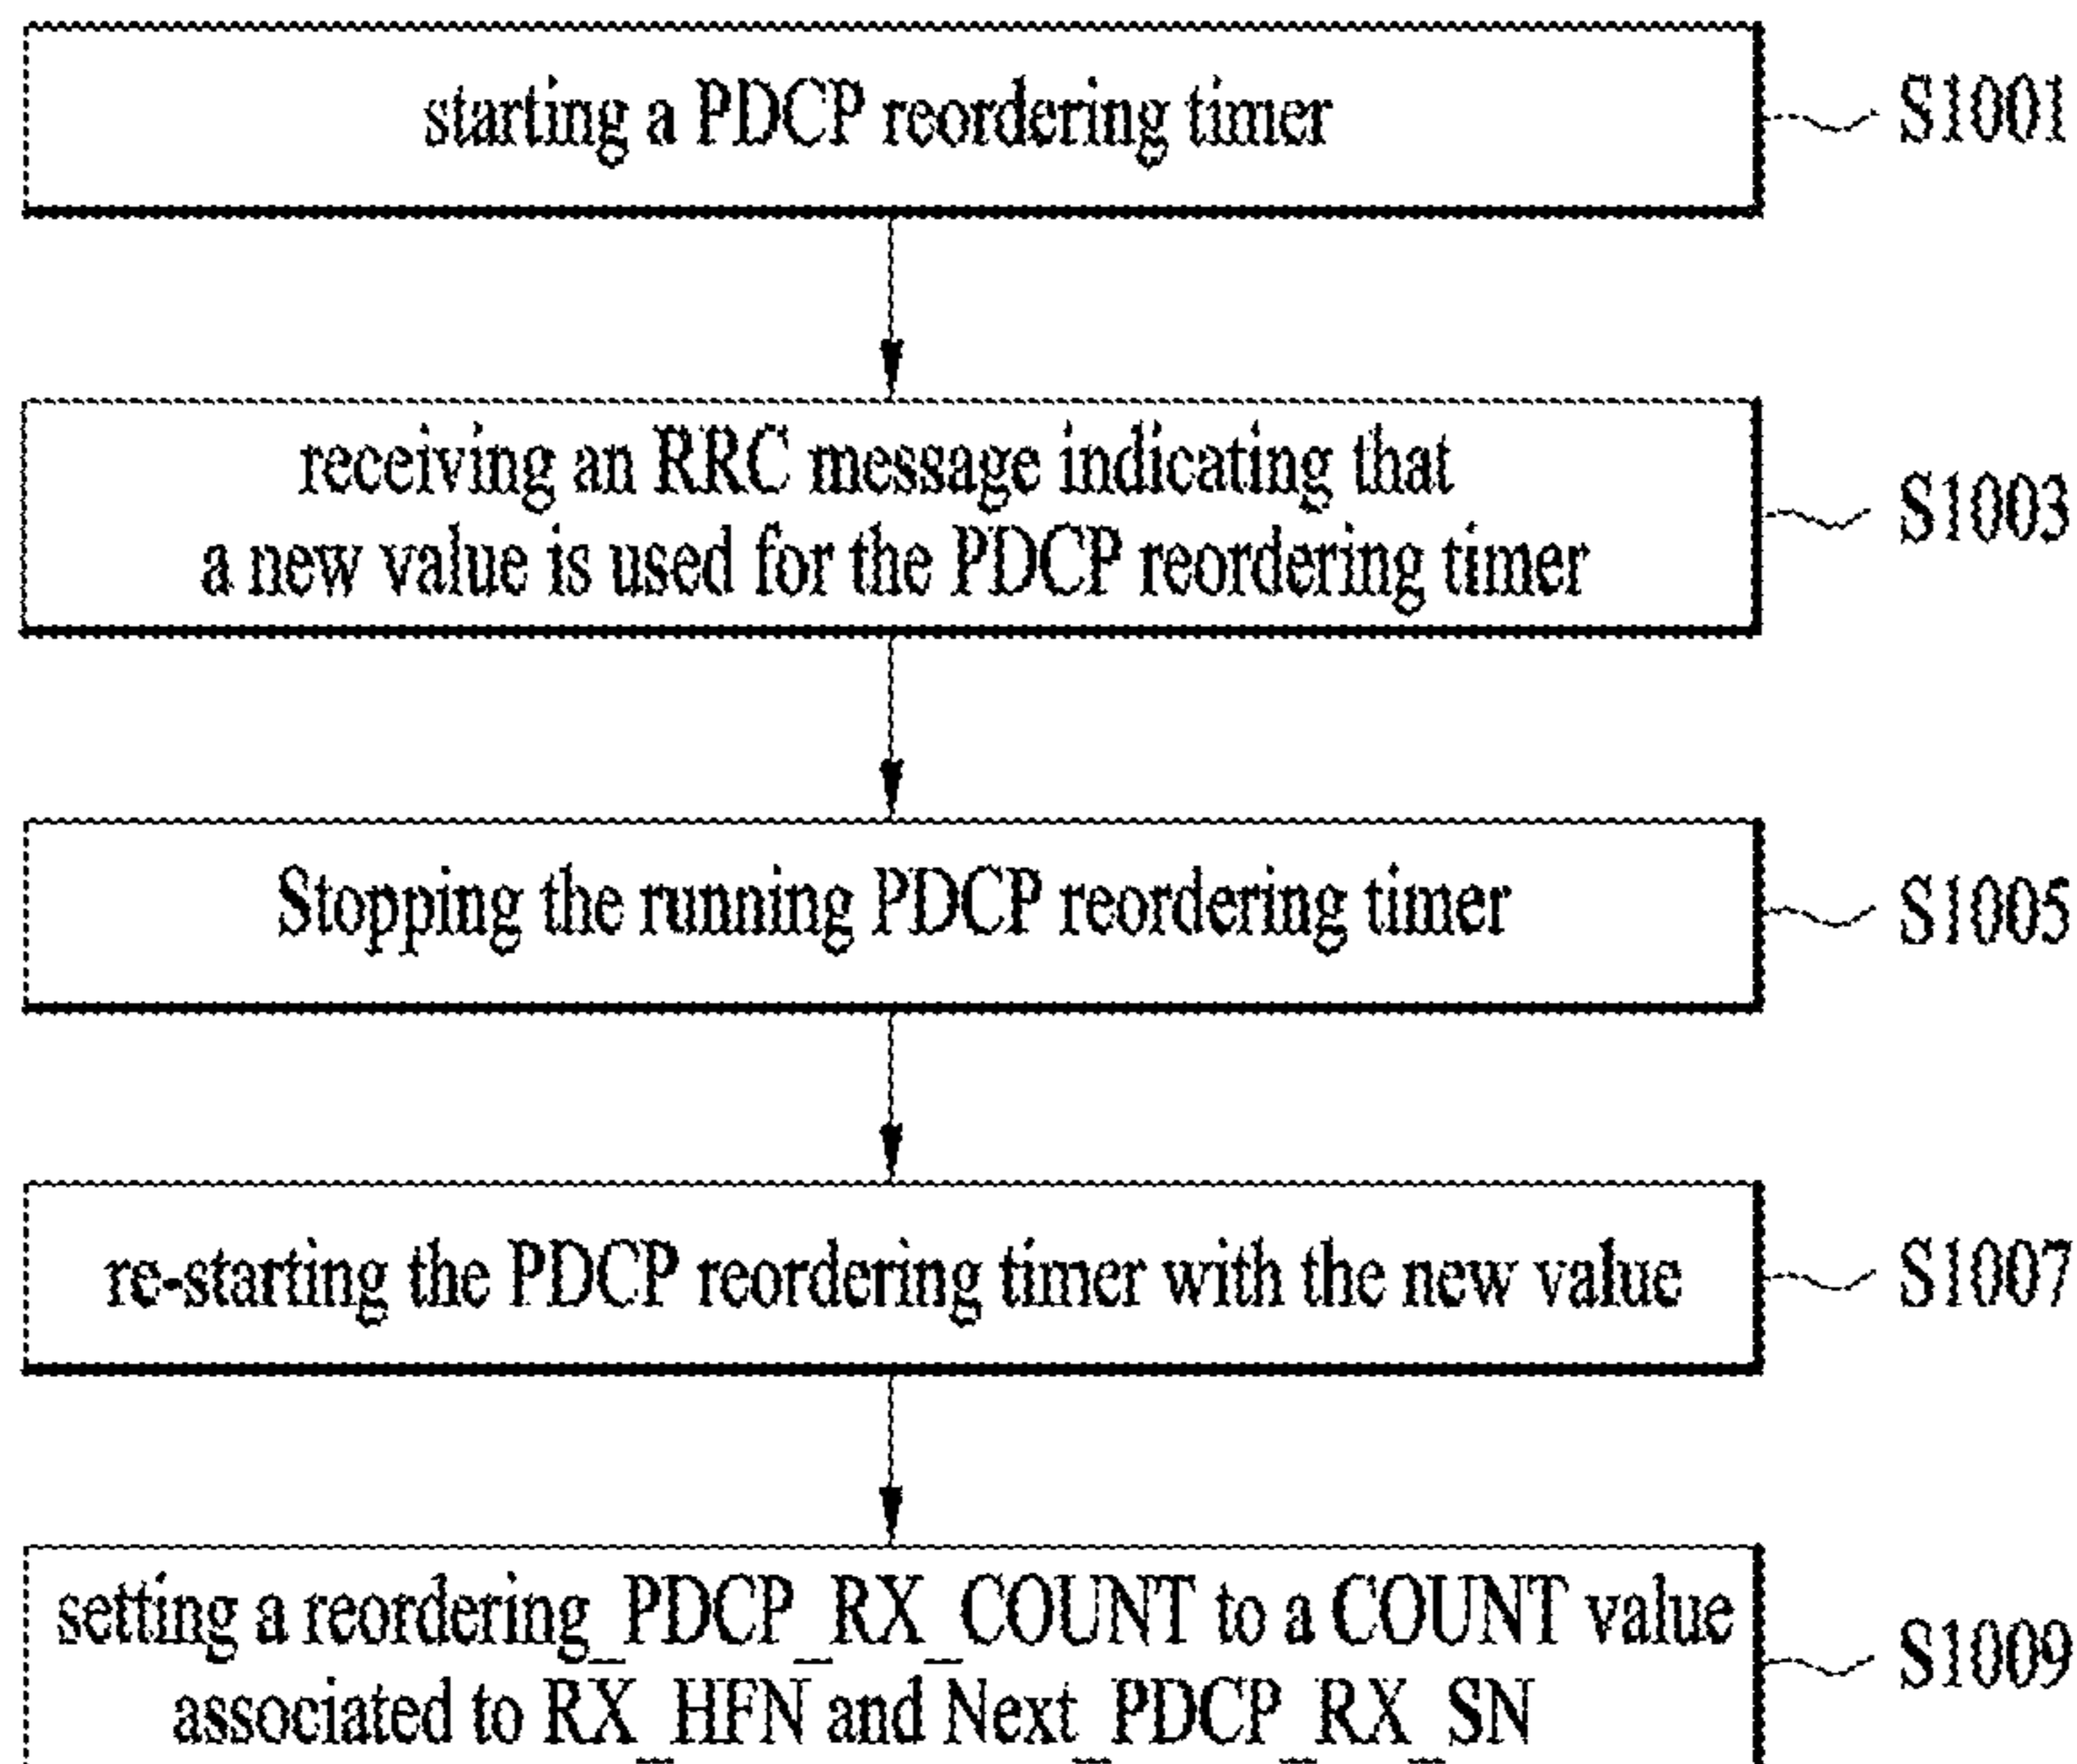 starting a PDCP reordering timer
S1001
receiving an RRC message indicating that
a new value is used for the PDCP reordering timer
S1003
Stopping the running PDCP reordering timer
S1005
re-starting the PDCP reordering timer with the new value
S1007
setting a reordering_PDCP_RX_COUNT to a COUNT value
associated to RX_HFN and Next_PDCP_RX_SN
S1009